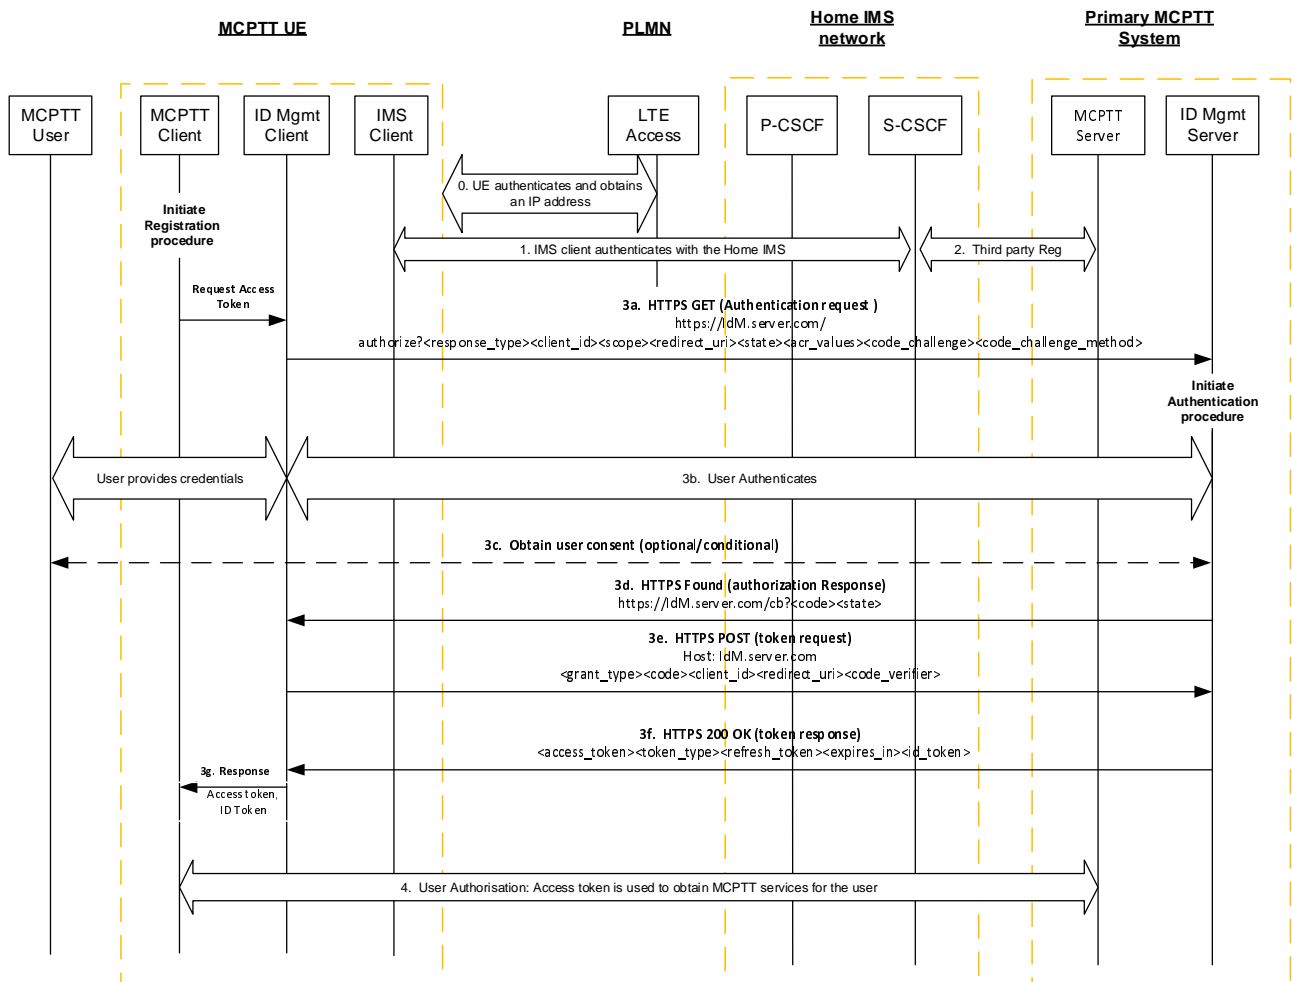 MCPTT UE
PLMN
Home IMS
network
Primary MCPTT
System
MCPTT
User
MCPTT
Client
ID Mgmt
Client
IMS
Client
LTE
Access
P-CSCF
S-CSCF
MCPTT
Server
ID Mgmt
Server
0. UE authenticates and obtains
an IP address
Initiate
Registration
procedure
1. IMS client authenticates with the Home IMS
2. Third party Reg
Request Access
Token
3a. HTTPS GET (Authentication request )
https://IdM.server.com/
authorize?<response_type><client_id><scope><redirect_uri><state><acr_values><code_challenge><code_challenge_method>
Initiate
Authentication
procedure
User provides credentials
3b. User Authenticates
3c. Obtain user consent (optional/conditional)
3d. HTTPS Found (authorization Response)
https://IdM.server.com/cb?<code><state>
3e. HTTPS POST (token request)
Host: IdM.server.com
<grant_type><code><client_id><redirect_uri><code_verifier>
3f. HTTPS 200 OK (token response)
<access_token><token_type><refresh_token><expires_in><id_token>
3g. Response
Access token,
ID Token
4. User Authorisation: Access token is used to obtain MCPTT services for the user